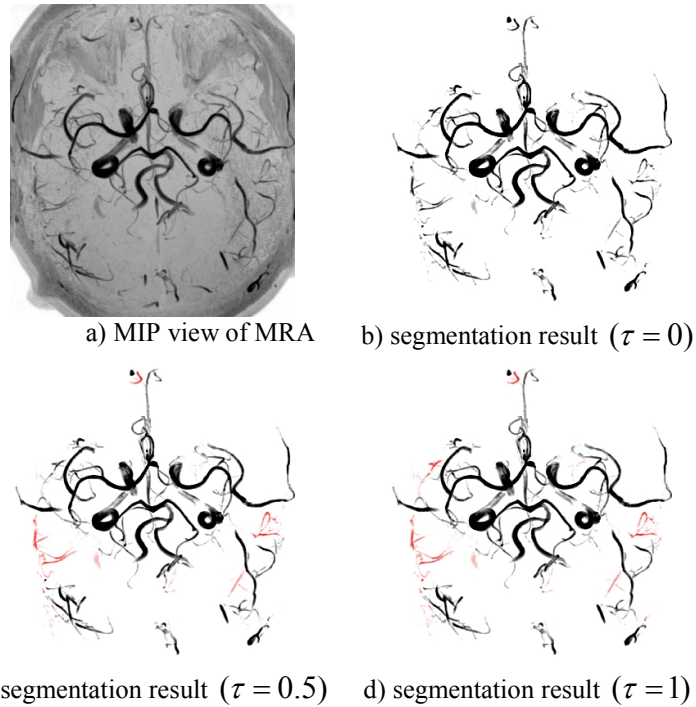 a) MIP view of MRA
b) segmentation result (τ = 0)
segmentation result (τ = 0.5)
d) segmentation result (τ = 1)